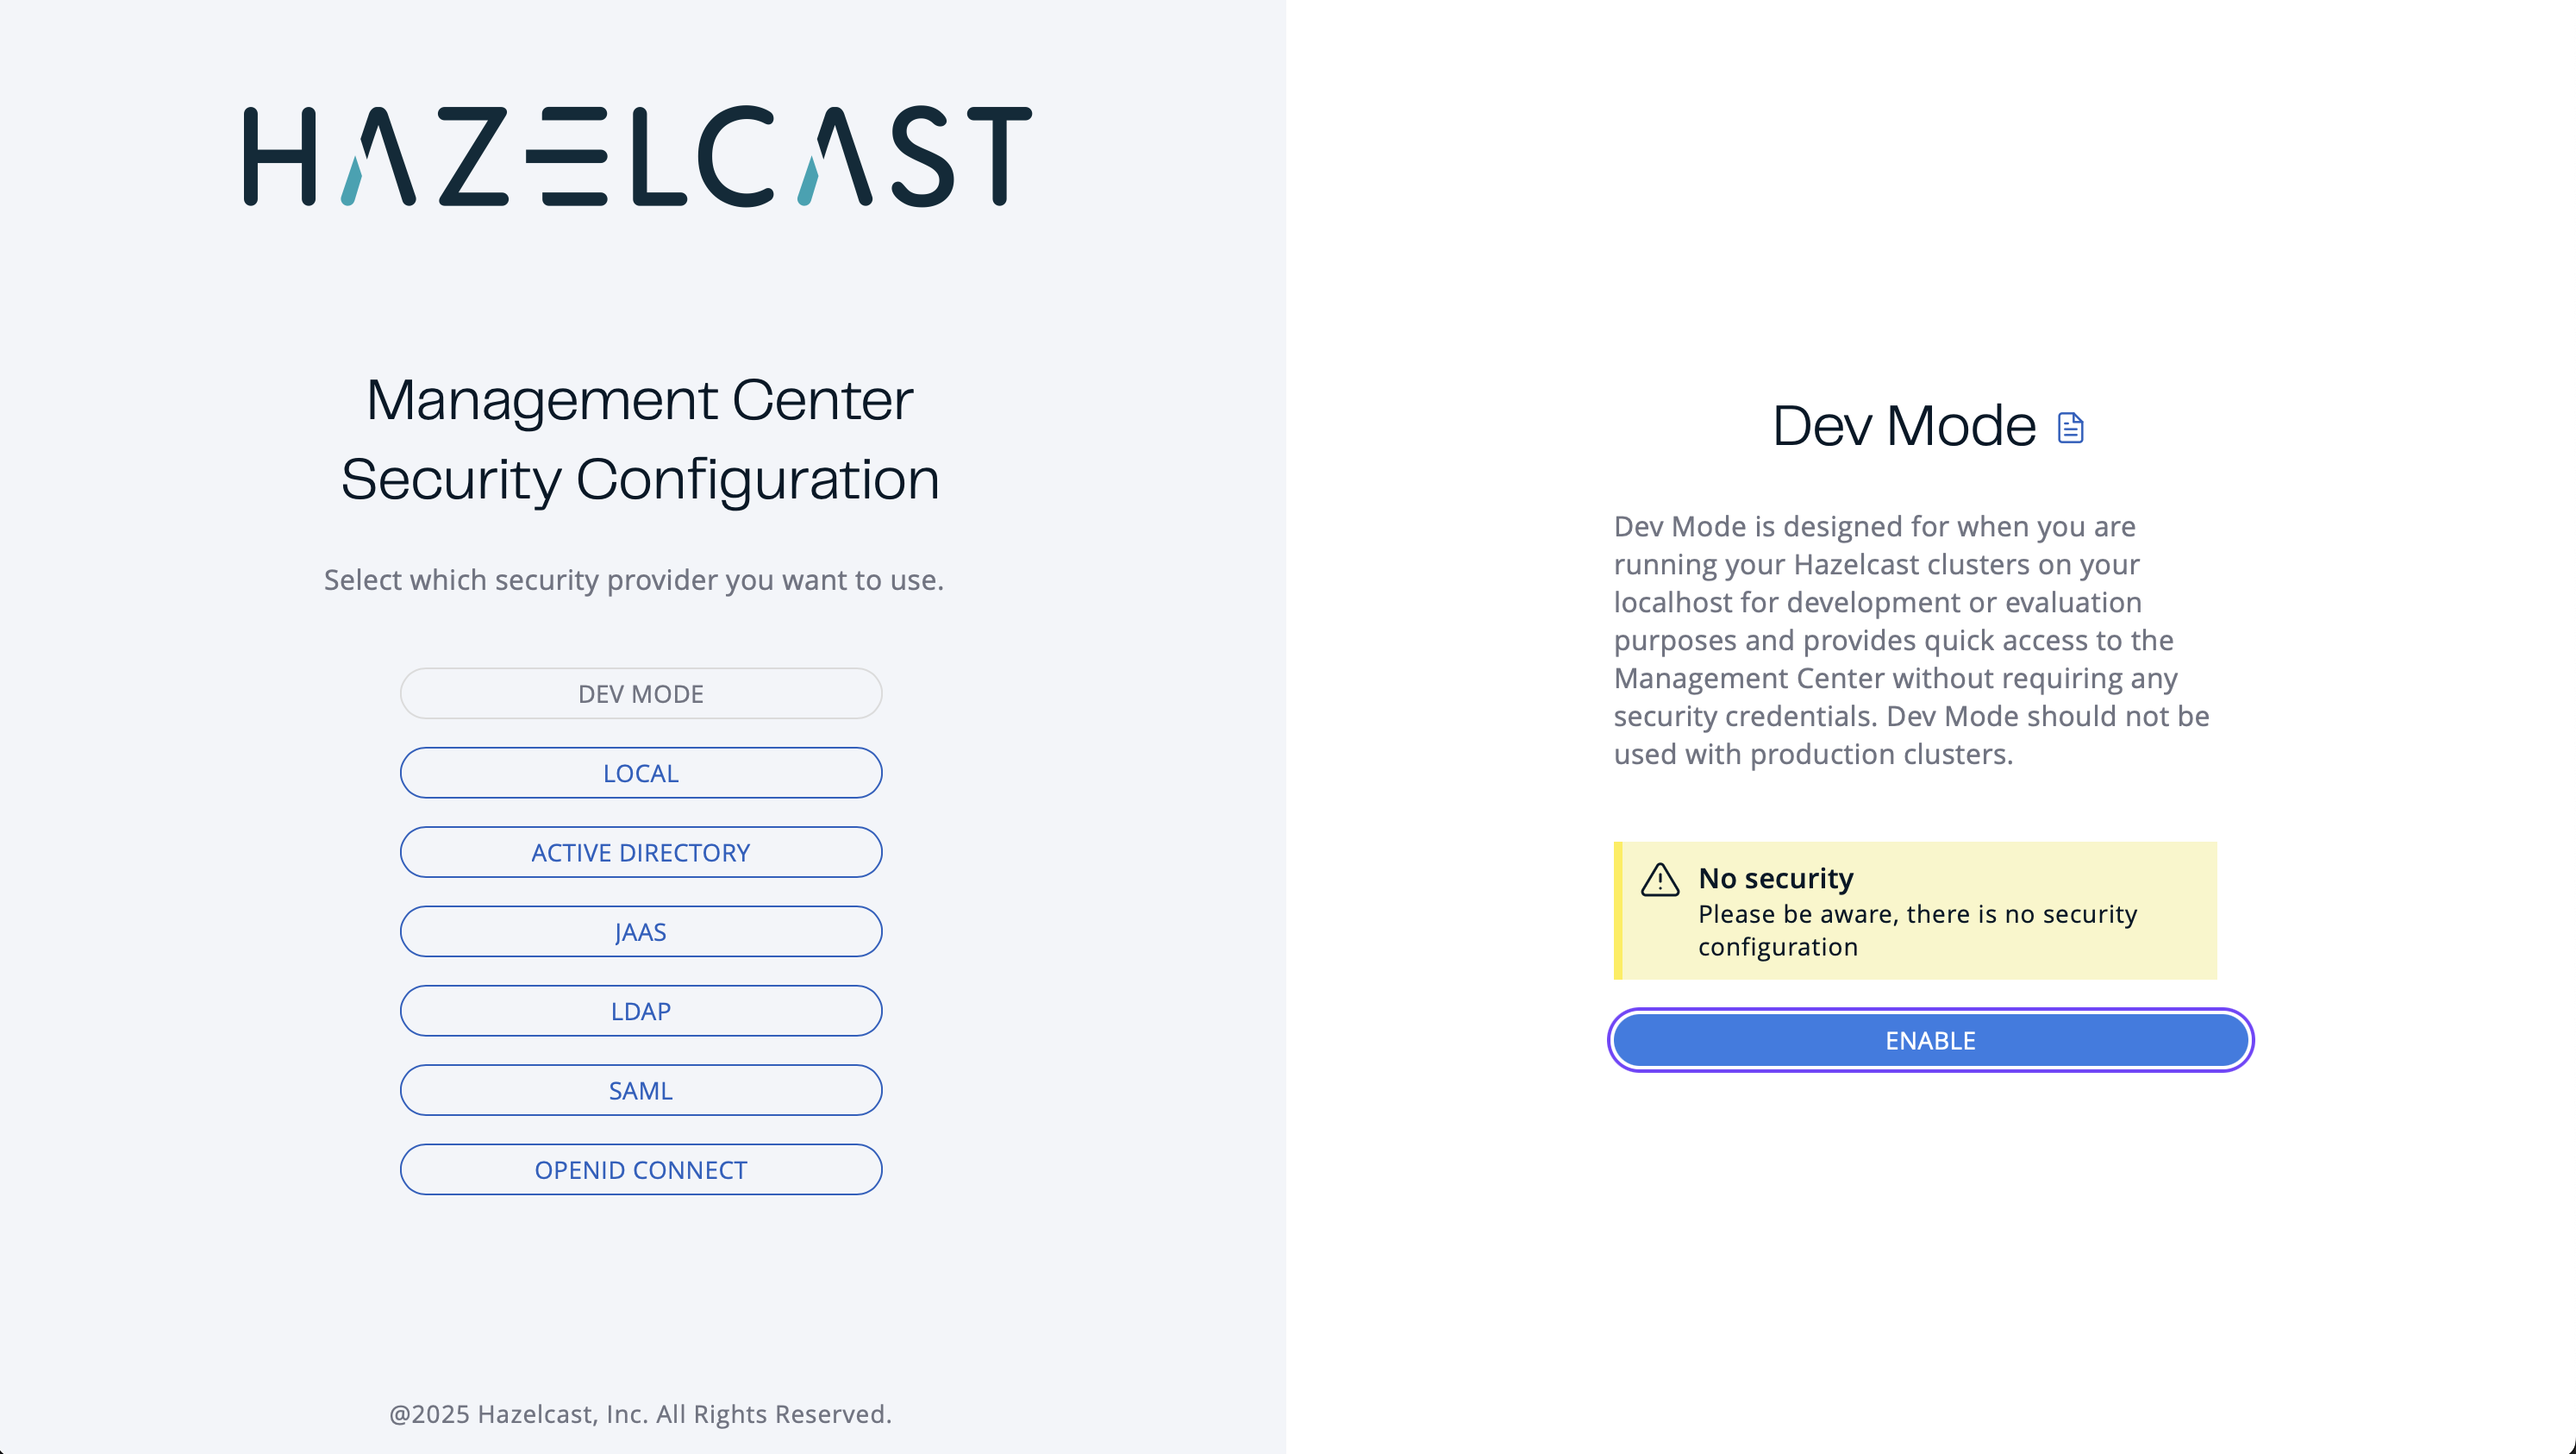 HAZELCAST
Management Center
Security Configuration
Select which security provider you want to use.
DEV MODE
LOCAL
ACTIVE DIRECTORY
JAAS
LDAP
SAML
OPENID CONNECT
@2025 Hazelcast, Inc. All Rights Reserved.
Dev Mode
Dev Mode is designed for when you are
running your Hazelcast clusters on your
localhost for development or evaluation
purposes and provides quick access to the
Management Center without requiring any
security credentials. Dev Mode should not be
used with production clusters.
No security
Please be aware, there is no security
configuration
ENABLE